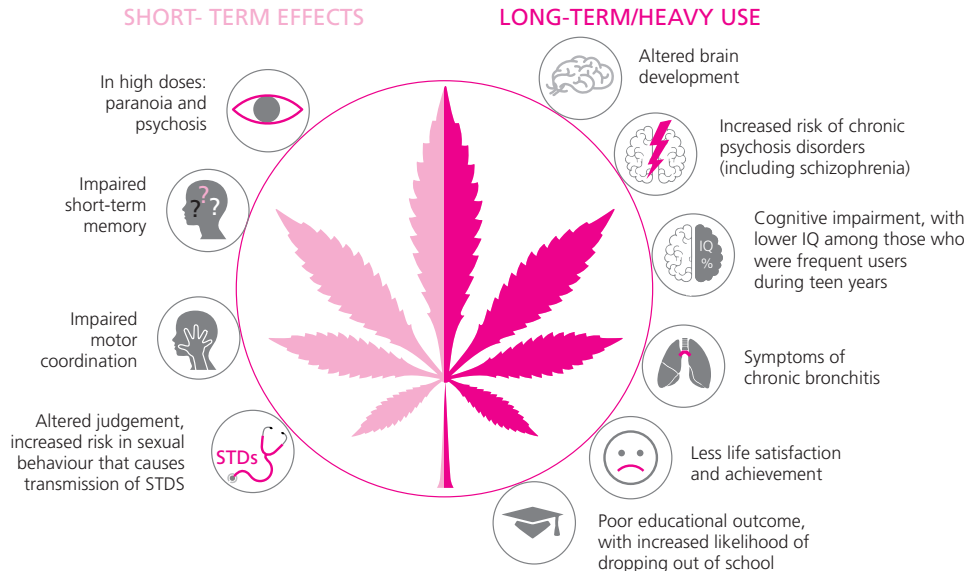 SHORT- TERM EFFECTS
In high doses:
paranoia and
psychosis
Impaired
short-term
memory
? ? ?
Impaired
motor
coordination
Altered judgement,
increased risk in sexual
behaviour that causes
transmission of STDS
STDs
LONG-TERM/HEAVY USE
Altered brain
development
Increased risk of chronic
psychosis disorders
(including schizophrenia)
Cognitive impairment, with
lower IQ among those who
were frequent users
during teen years
IQ
%
Symptoms of
chronic bronchitis
Less life satisfaction
and achievement
Poor educational outcome,
with increased likelihood of
dropping out of school